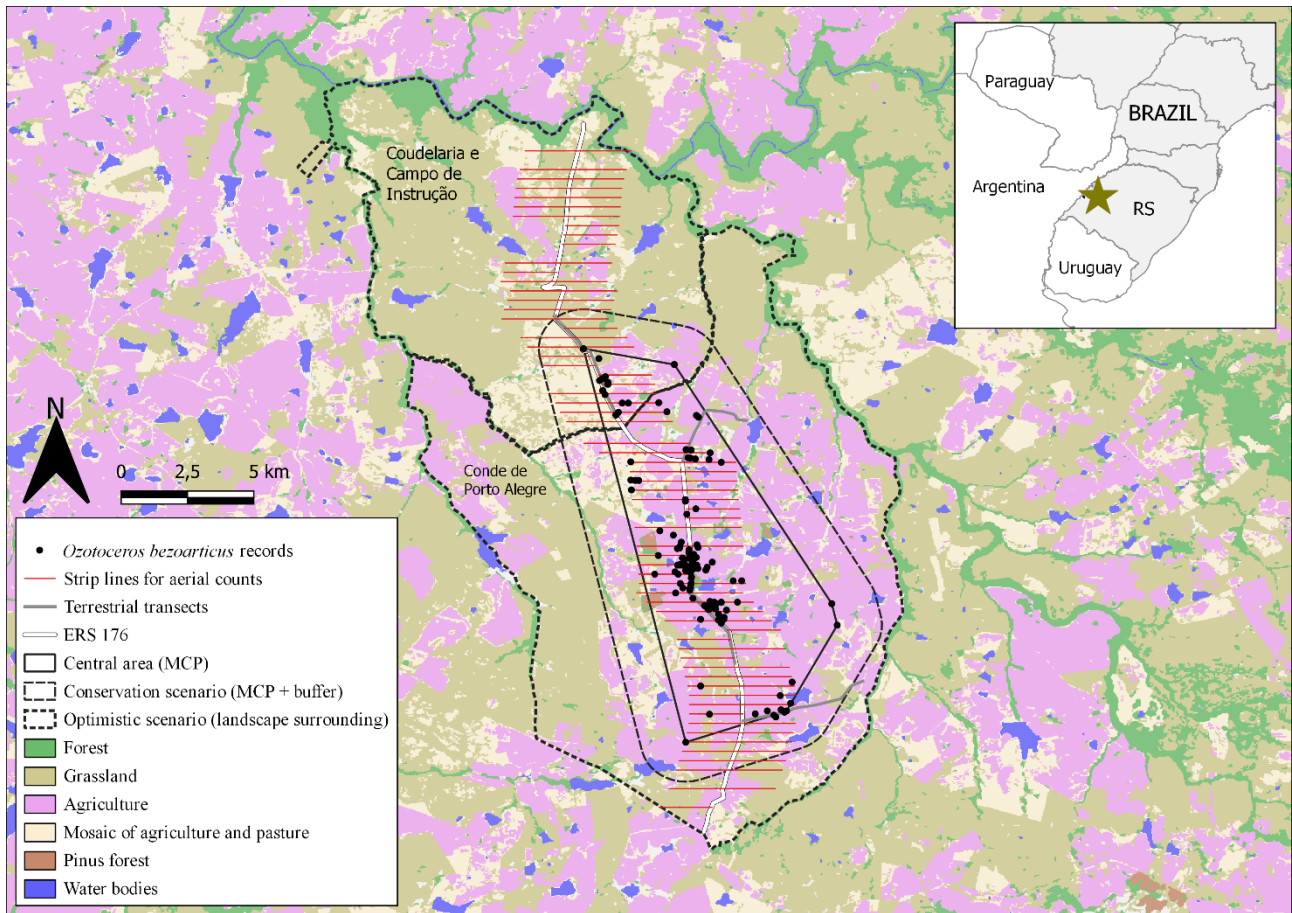 Coudelaria e
Campo de
Instrução
Paraguay
BRAZIL
Argentina
RS
Uruguay
N
0 2,5 5 km
Conde de
Porto Alegre
Ozotoceros bezoarticus records
Strip lines for aerial counts
Terrestrial transects
ERS 176
Central area (MCP)
Conservation scenario (MCP + buffer)
Optimistic scenario (landscape surrounding)
Forest
Grassland
Agriculture
Mosaic of agriculture and pasture
Pinus forest
Water bodies